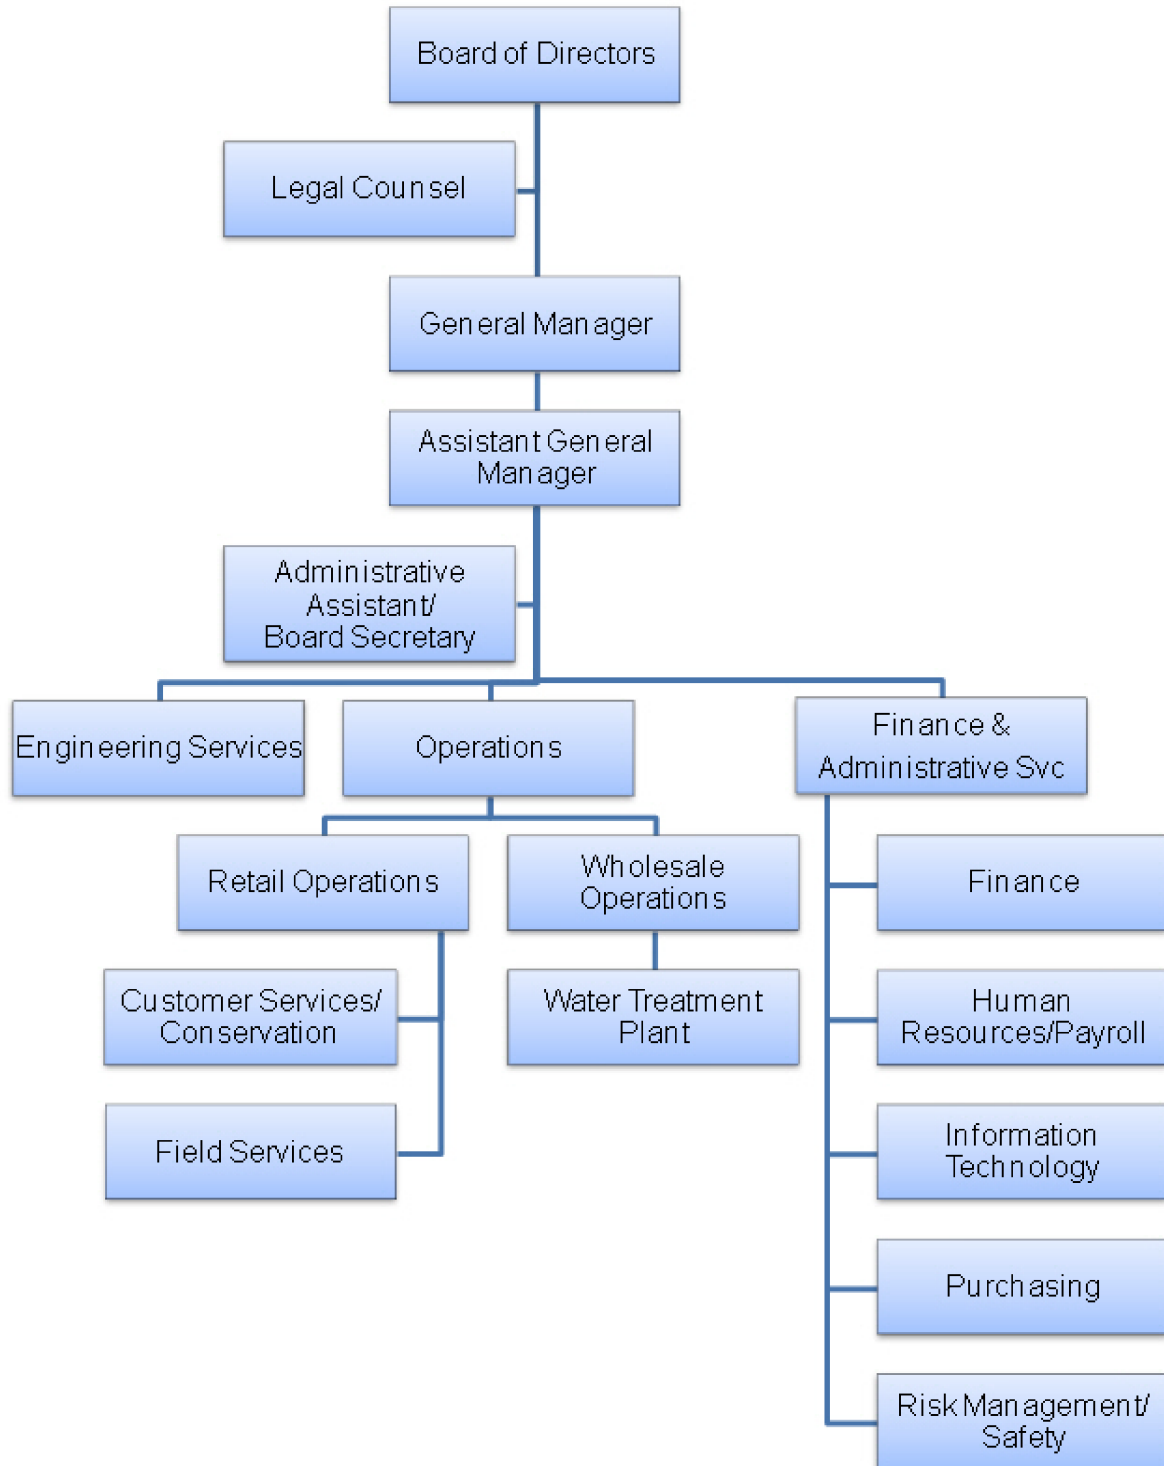 Board of Directors
Legal Counsel
General Manager
Assistant General
Manager
Administrative
Assistant/
Board Secretary
Engineering Services
Operations
Finance &
Administrative Svc
Retail Operations
Wholesale
Operations
Finance
Customer Services/
Conservation
Water Treatment
Plant
Human
Resources/Payroll
Field Services
Information
Technology
Purchasing
Risk Management/
Safety